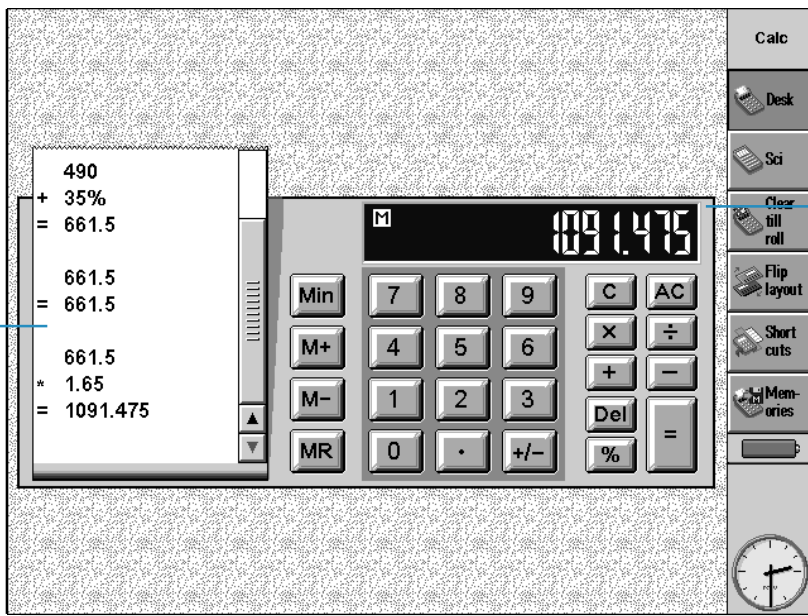 490
+ 35%
= 661.5
661.5
= 661.5
661.5
* 1.65
= 1091.475
M
1091.475
Min
7
8
9
C
AC
M+
4
5
6
×
÷
+
−
M−
1
2
3
Del
=
MR
0
.
+/−
%
Calc
Desk
Sci
Clear
till
roll
Flip
layout
Short
cuts
Mem-
ories